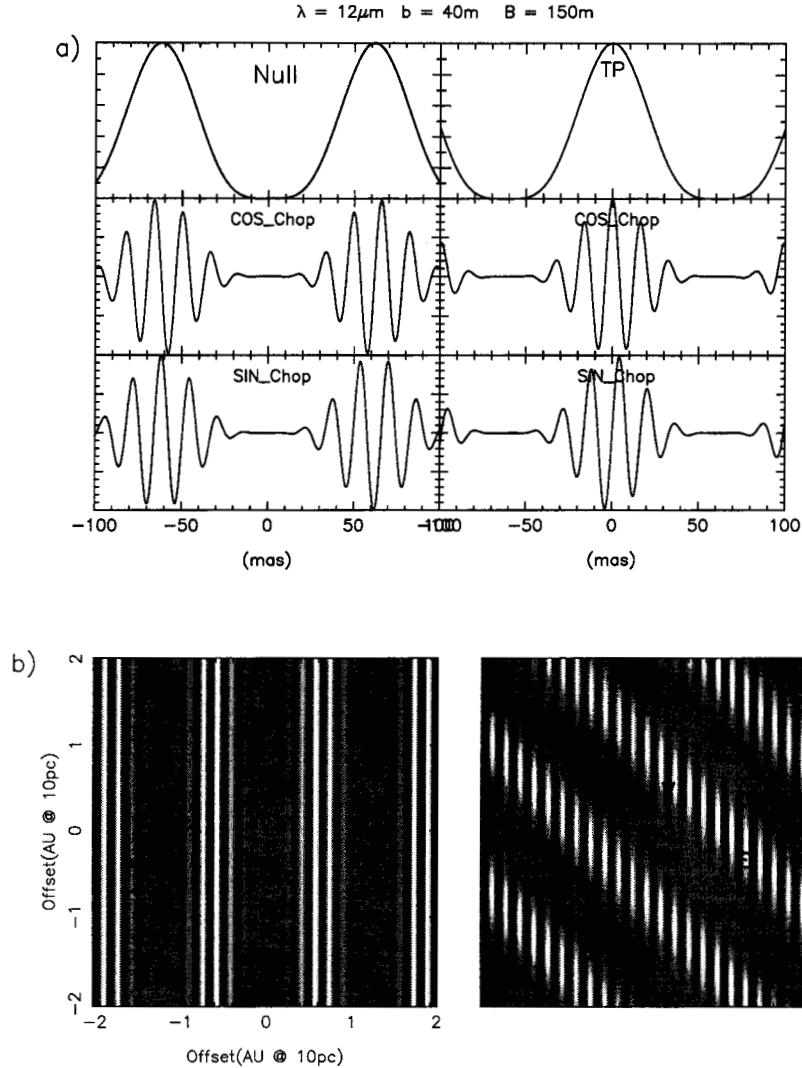 λ = 12μm b = 40m B = 150m
a)
Null
TP
COS_Chop
COS_Chop
SIN_Chop
SIN_Chop
-100 -50 0 50 -100 -50 0 50 100
(mas)
(mas)
b)
2
1
0
-1
-2
Offset(AU @ 10pc)
-2 -1 0 1 2
Offset(AU @ 10pc)